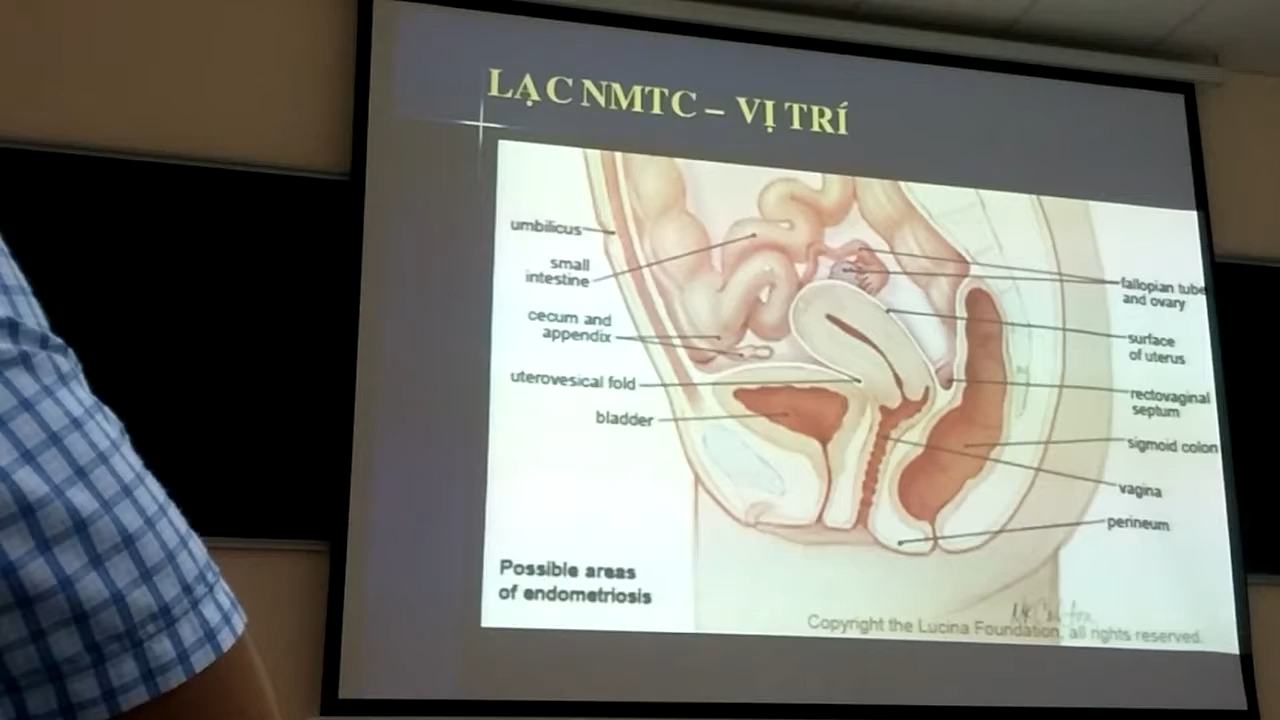 LẠC NMTC – VỊ TRÍ
umbilicus
small
intestine
cecum and
appendix
uterovesical fold
bladder
fallopian tube
and ovary
surface
of uterus
rectovaginal
septum
sigmoid colon
vagina
perineum
Possible areas
of endometriosis
Copyright the Lucina Foundation, all rights reserved.